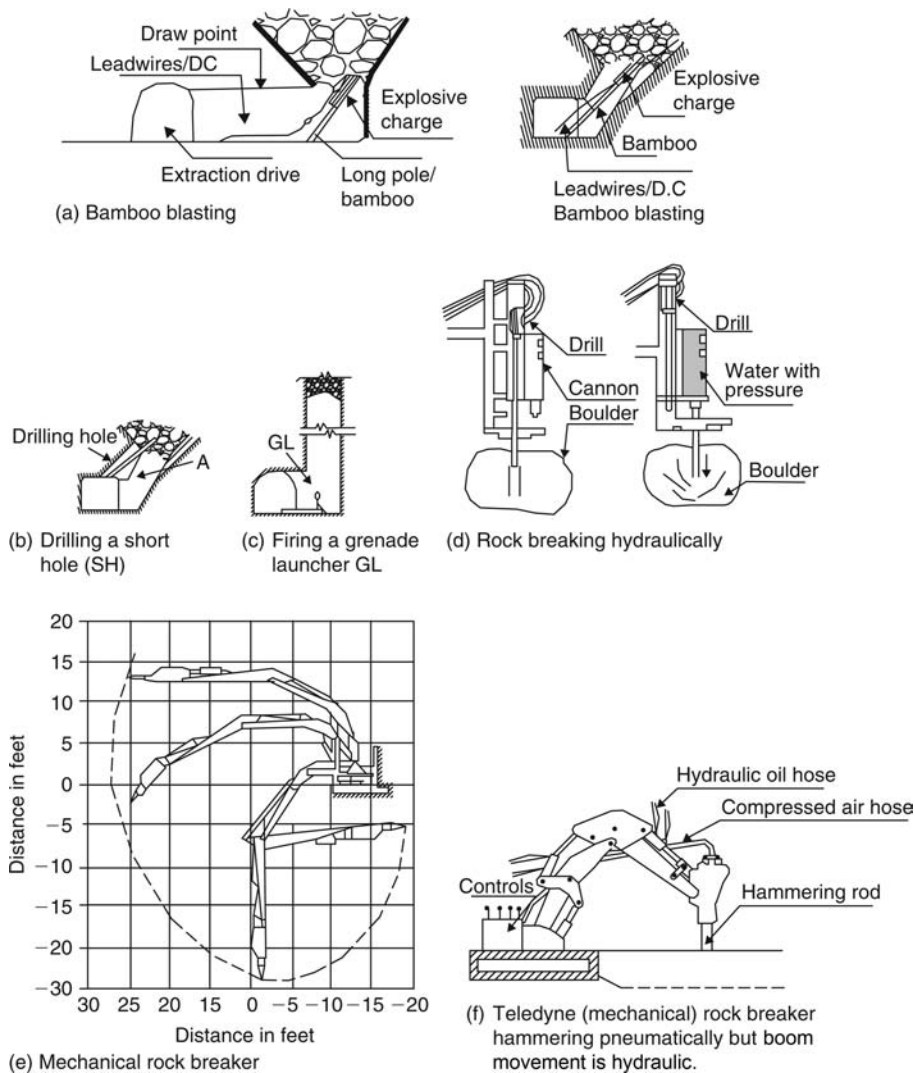 Draw point
Leadwires/DC
Explosive
charge
Extraction drive
Long pole/
bamboo
(a) Bamboo blasting
Explosive
charge
Bamboo
Leadwires/D.C
Bamboo blasting
Drilling hole
A
(b) Drilling a short
hole (SH)
GL
(c) Firing a grenade
launcher GL
Drill
Cannon
Boulder
Drill
Water with
pressure
Boulder
(d) Rock breaking hydraulically
Distance in feet
20
15
10
5
0
−5
−10
−15
−21
−20
−30
30 25 20 15 0 −5 −10 −15 −20
Distance in feet
(e) Mechanical rock breaker
Hydraulic oil hose
Compressed air hose
Controls
Hammering rod
(f) Teledyne (mechanical) rock breaker
hammering pneumatically but boom
movement is hydraulic.